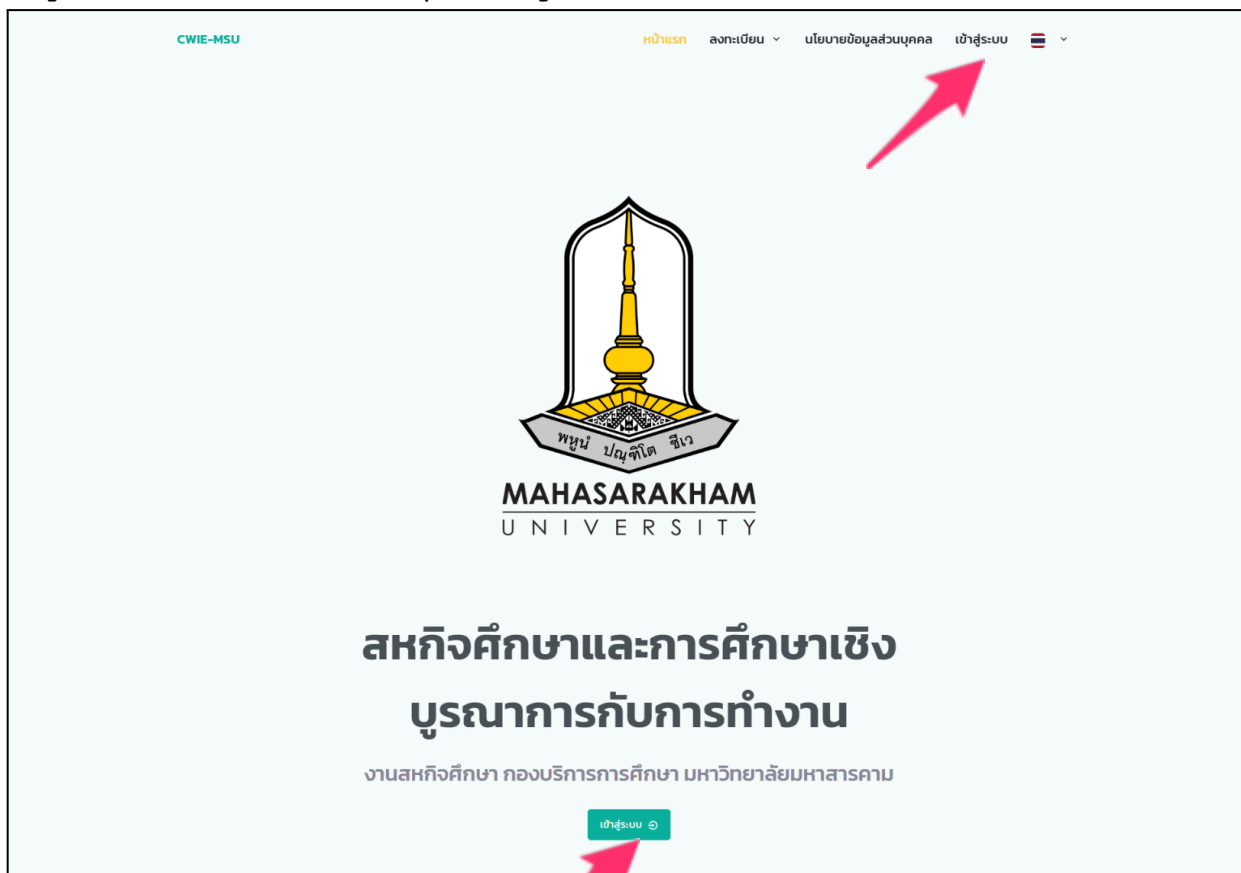 CWIE-MSU
หน้าแรก ลงทะเบียน นโยบายข้อมูลส่วนบุคคล เข้าสู่ระบบ
พหูนํ ปณฺฑิโต ชีเว
MAHASARAKHAM
UNIVERSITY
สหกิจศึกษาและการศึกษาเชิง
บูรณาการกับการทำงาน
งานสหกิจศึกษา กองบริการการศึกษา มหาวิทยาลัยมหาสารคาม
เข้าสู่ระบบ